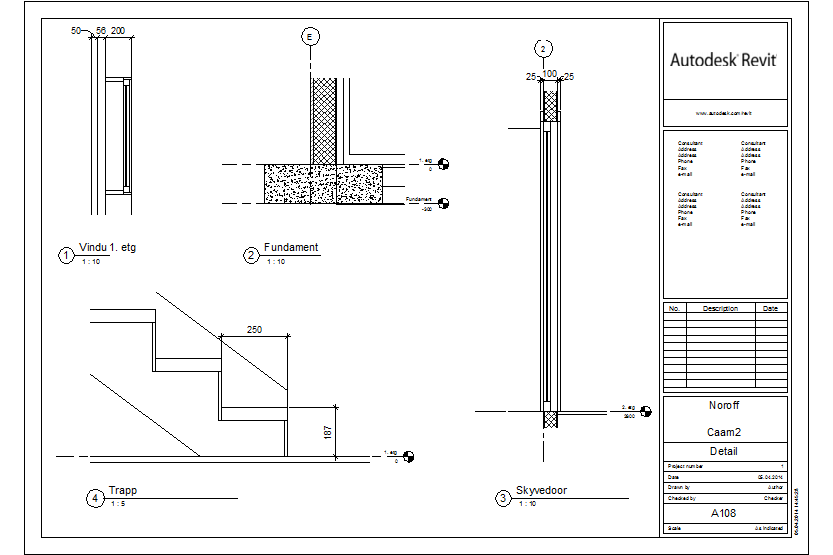 50 56 200
E
2
25 100 25
1. etg
0
Fundament
-300
1 Vindu 1. etg
1 : 10
2 Fundament
1 : 10
250
187
1. etg
0
2. etg
2800
4 Trapp
1 : 5
3 Skyvedoor
1 : 10
Autodesk® Revit®
www.autodesk.com/revit
Consultant Consultant
Address Address
Address Address
Phone Phone
Fax Fax
e-mail e-mail
Consultant Consultant
Address Address
Address Address
Phone Phone
Fax Fax
e-mail e-mail
No. Description Date
Noroff
Caam2
Detail
Project number 1
Date 05.04.2014
Drawn by Author
Checked by Checker
A108
Scale As indicated